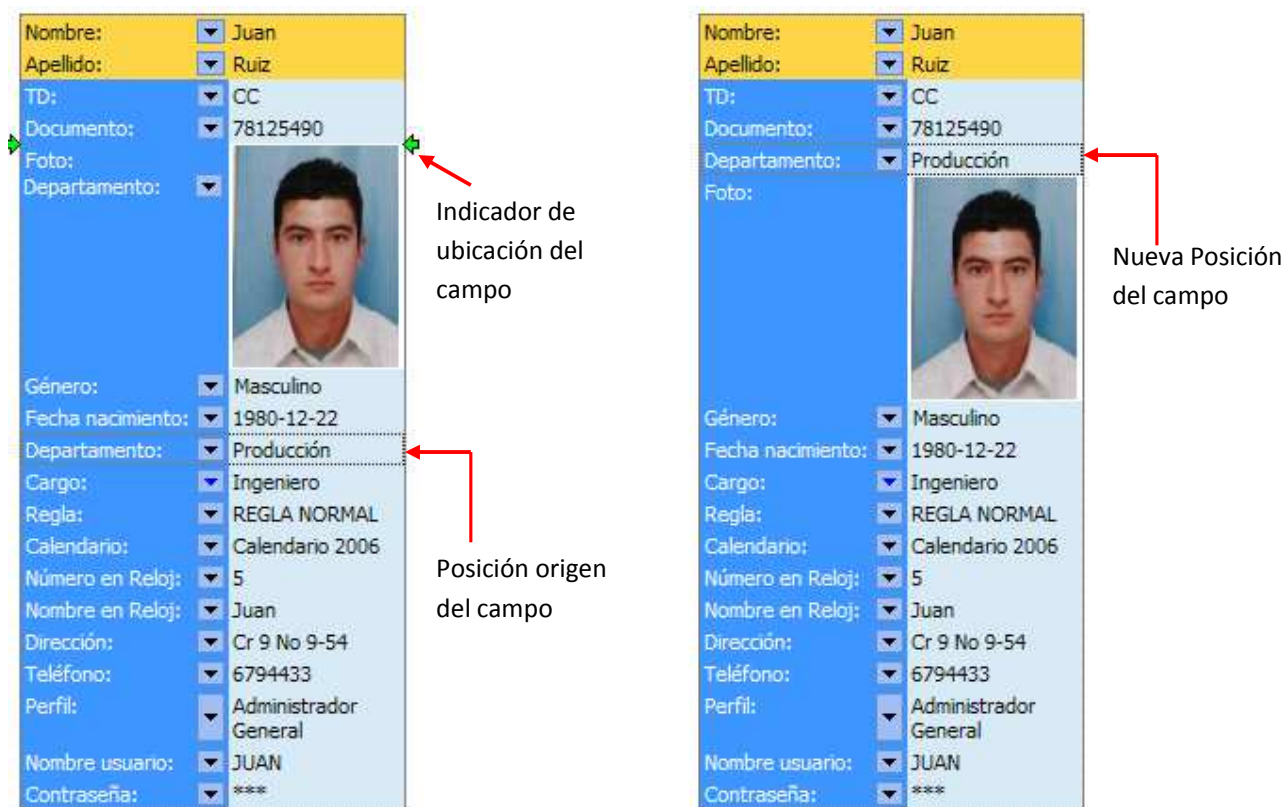 Nombre: Juan
Apellido: Ruiz
TD: CC
Documento: 78125490
Foto:
Departamento:
Género: Masculino
Fecha nacimiento: 1980-12-22
Departamento: Producción
Cargo: Ingeniero
Regla: REGLA NORMAL
Calendario: Calendario 2006
Número en Reloj: 5
Nombre en Reloj: Juan
Dirección: Cr 9 No 9-54
Teléfono: 6794433
Perfil: Administrador
General
Nombre usuario: JUAN
Contraseña: ***
Indicador de
ubicación del
campo
Posición origen
del campo
Nombre: Juan
Apellido: Ruiz
TD: CC
Documento: 78125490
Departamento: Producción
Foto:
Género: Masculino
Fecha nacimiento: 1980-12-22
Cargo: Ingeniero
Regla: REGLA NORMAL
Calendario: Calendario 2006
Número en Reloj: 5
Nombre en Reloj: Juan
Dirección: Cr 9 No 9-54
Teléfono: 6794433
Perfil: Administrador
General
Nombre usuario: JUAN
Contraseña: ***
Nueva Posición
del campo